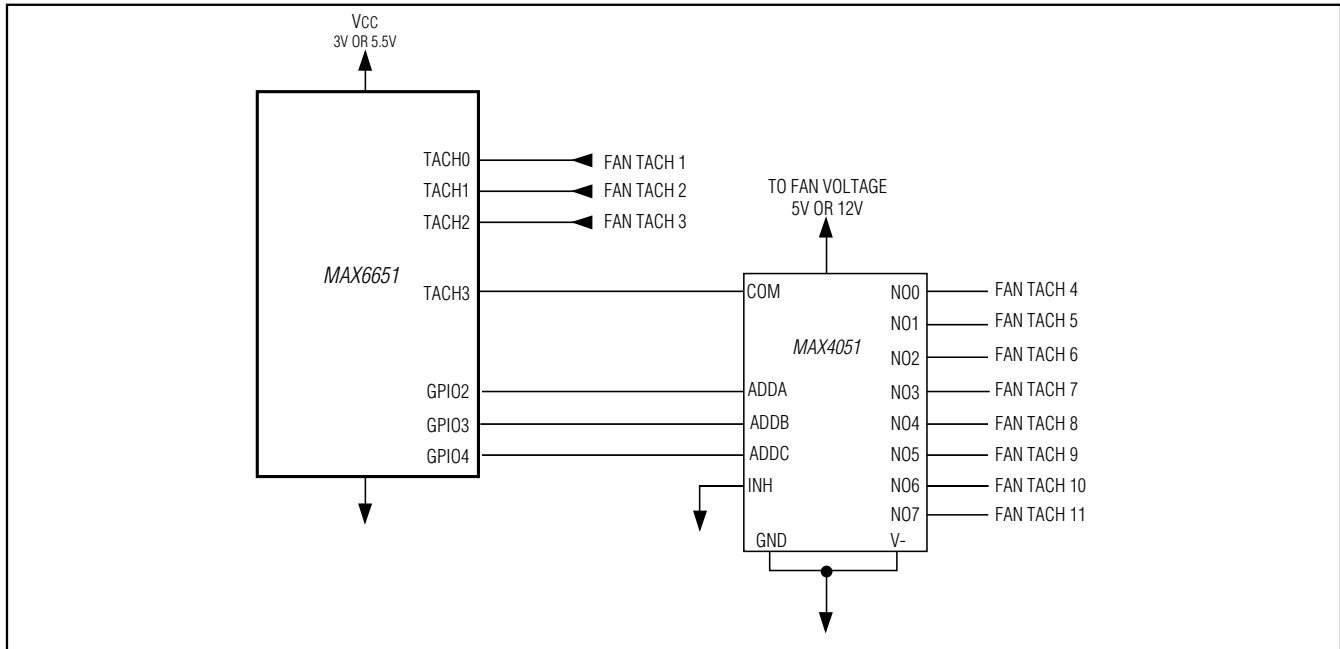 VCC
3V OR 5.5V
TACH0
FAN TACH 1
TACH1
FAN TACH 2
TACH2
FAN TACH 3
MAX6651
TACH3
GPIO2
GPIO3
GPIO4
TO FAN VOLTAGE
5V OR 12V
COM
NO0
FAN TACH 4
NO1
FAN TACH 5
MAX4051
NO2
FAN TACH 6
ADDA
NO3
FAN TACH 7
ADDB
NO4
FAN TACH 8
ADDC
NO5
FAN TACH 9
INH
NO6
FAN TACH 10
NO7
FAN TACH 11
GND
V-